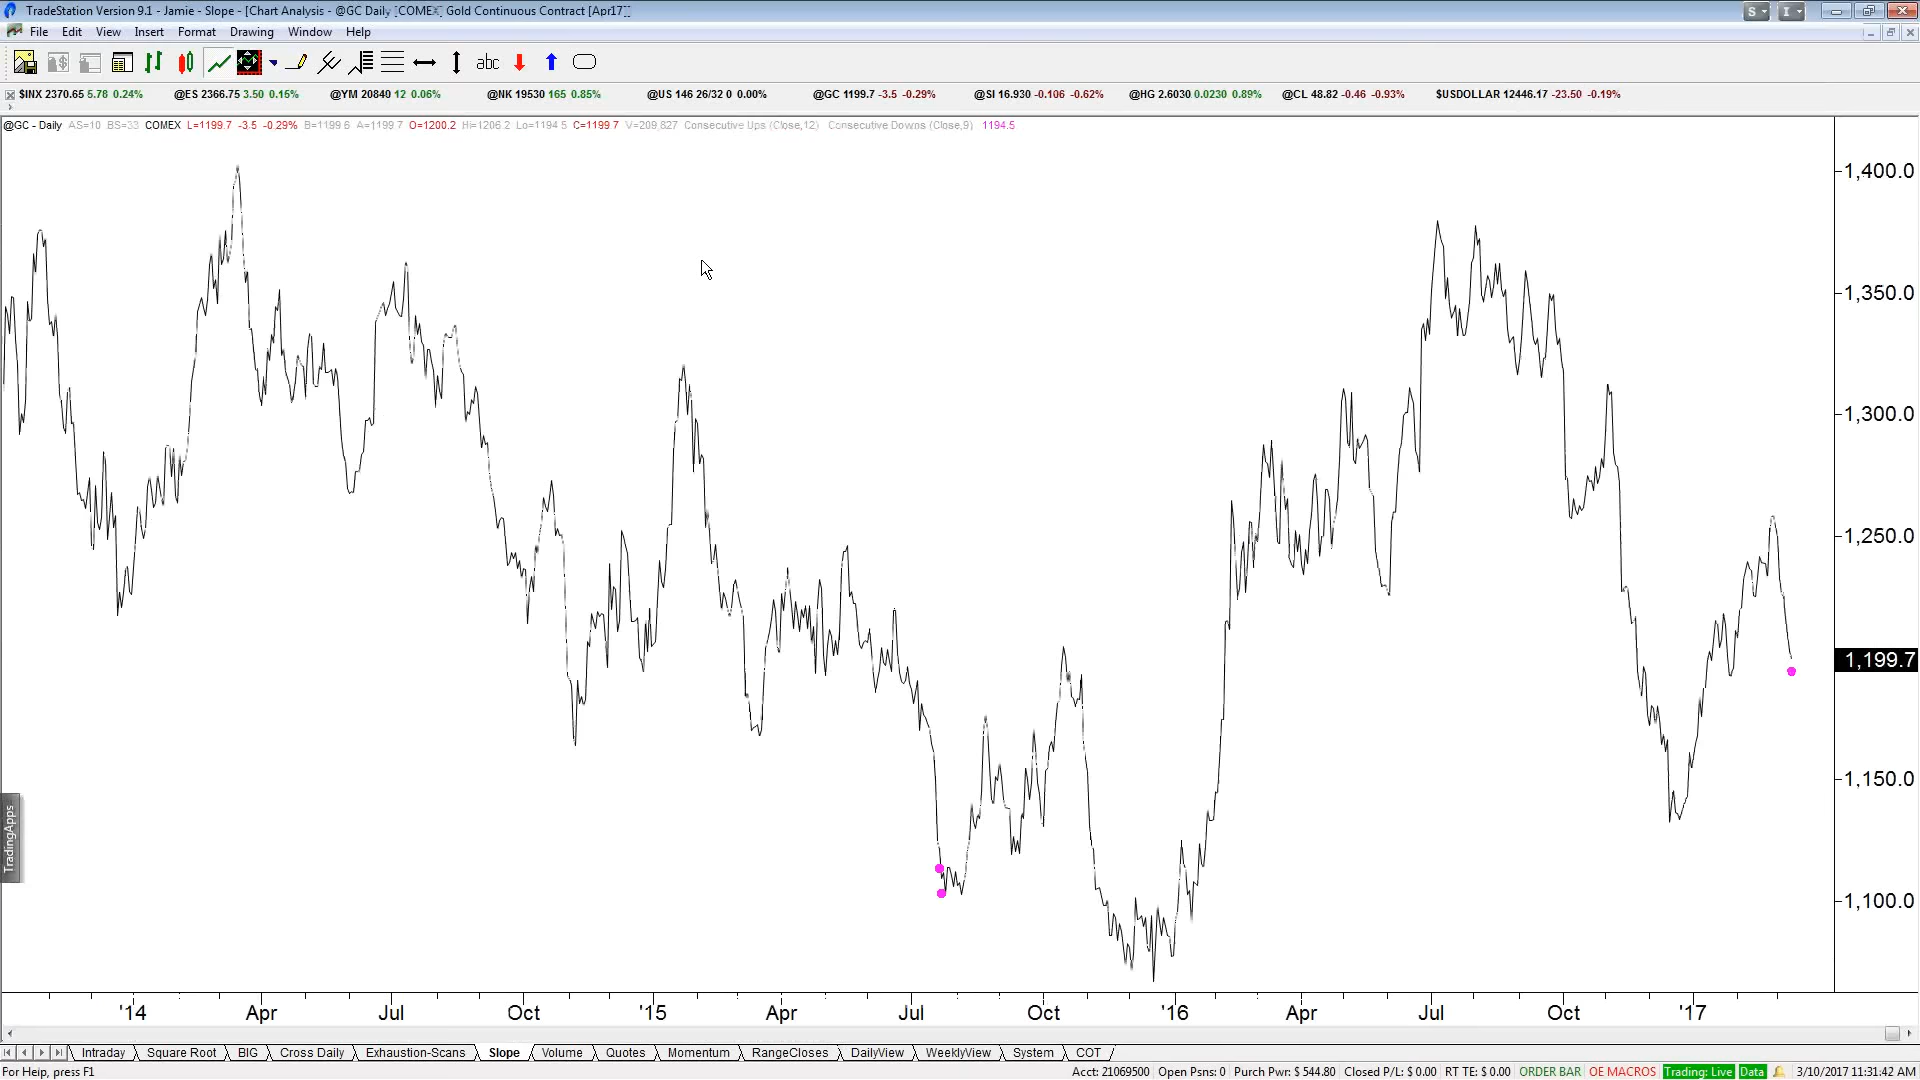 TradeStation Version 9.1 - Jamie - Slope - [Chart Analysis - @GC Daily [COMEX] Gold Continuous Contract [Apr17]]
S I
File Edit View Insert Format Drawing Window Help
abc
$INX 2370.65 5.78 0.24% @ES 2366.75 3.50 0.15% @YM 20840 12 0.06% @NK 19530 165 0.85% @US 146 26/32 0 0.00% @GC 1199.7 -3.5 -0.29% @SI 16.930 -0.106 -0.62% @HG 2.6030 0.0230 0.89% @CL 48.82 -0.46 -0.93% $USDOLLAR 12446.17 -23.50 -0.19%
@GC - Daily AS=10 BS=33 COMEX L=1199.7 -3.5 -0.29% B=1199.6 A=1199.7 O=1200.2 Hi=1206.2 Lo=1194.5 C=1199.7 V=209,827 Consecutive Ups (Close,12) Consecutive Downs (Close,9) 1194.5
1,400.0
1,350.0
1,300.0
1,250.0
1,199.7
1,150.0
1,100.0
TradingApps
'14 Apr Jul Oct '15 Apr Jul Oct '16 Apr Jul Oct '17
Intraday Square Root BIG Cross Daily Exhaustion-Scans Slope Volume Quotes Momentum RangeCloses DailyView WeeklyView System COT
For Help, press F1 Acct: 21069500 Open Psns: 0 Purch Pwr: $ 544.80 Closed P/L: $ 0.00 RT TE: $ 0.00 ORDER BAR OE MACROS Trading: Live Data 3/10/2017 11:31:42 AM